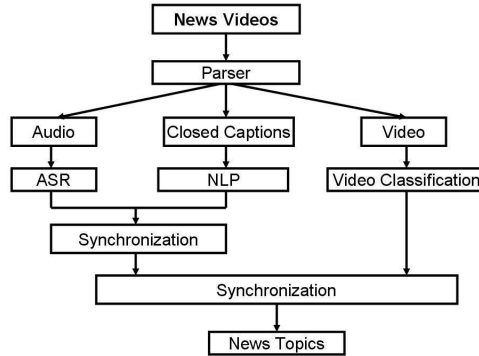 News Videos
Parser
Audio
Closed Captions
Video
ASR
NLP
Video Classification
Synchronization
Synchronization
News Topics